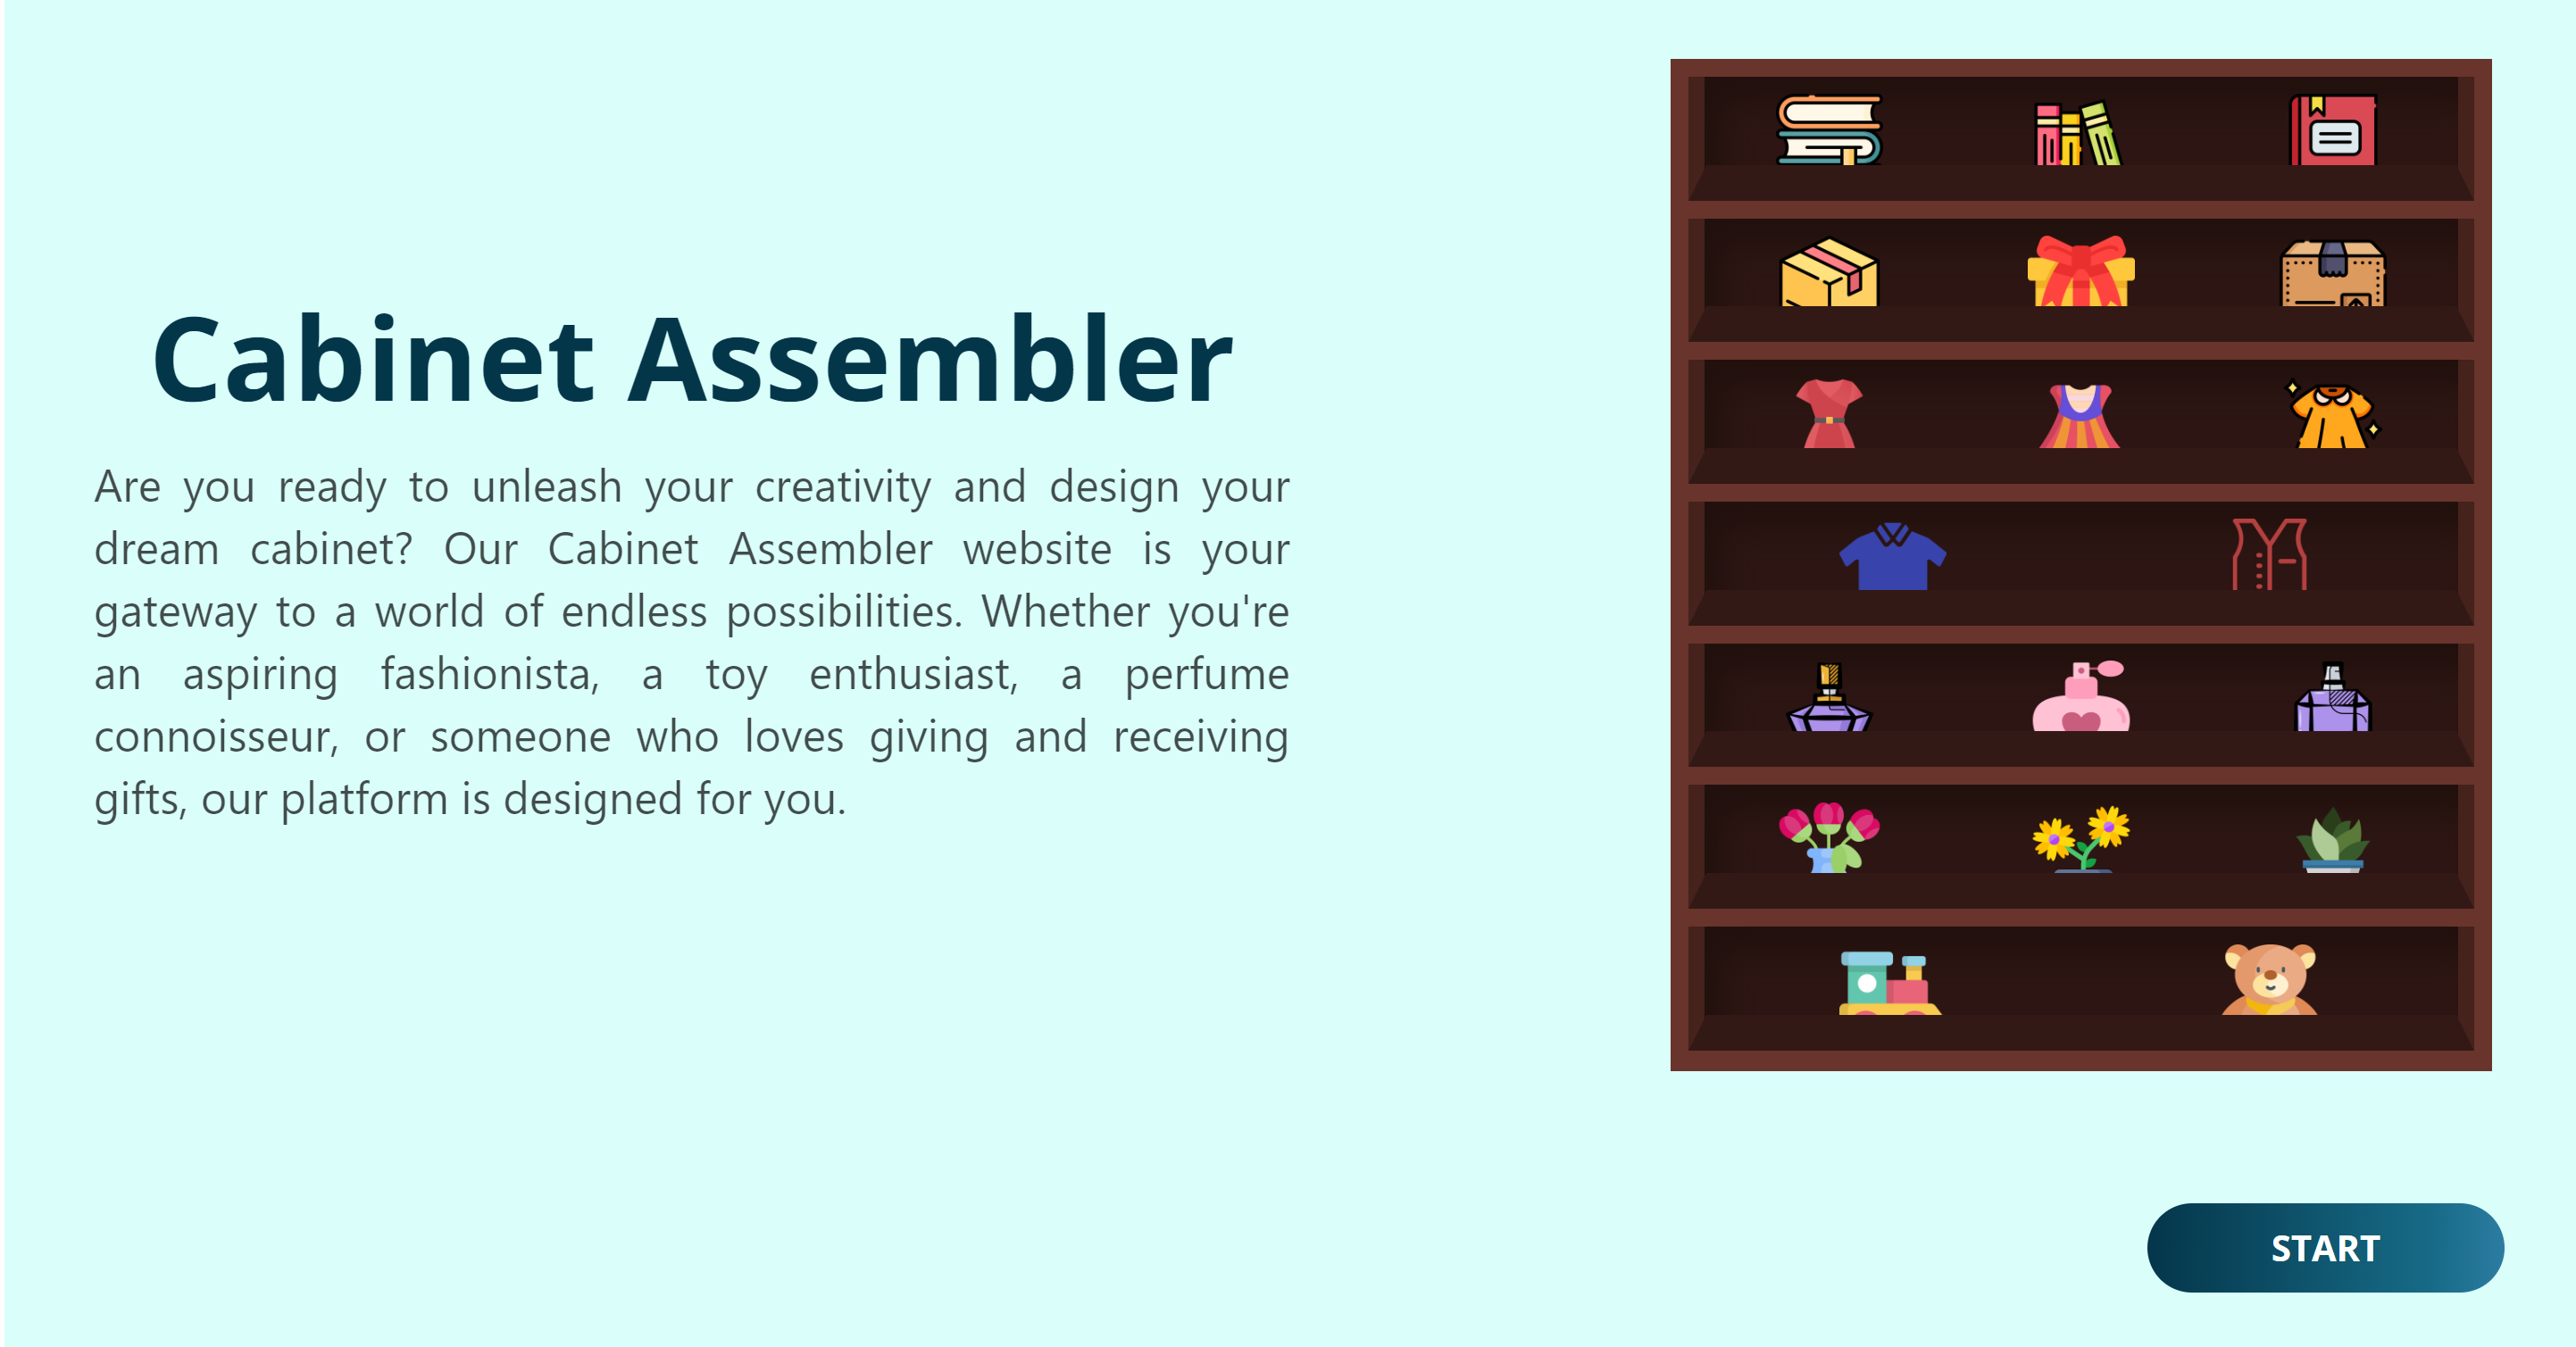 Cabinet Assembler
Are you ready to unleash your creativity and design your
dream cabinet? Our Cabinet Assembler website is your
gateway to a world of endless possibilities. Whether you're
an aspiring fashionista, a toy enthusiast, a perfume
connoisseur, or someone who loves giving and receiving
gifts, our platform is designed for you.
START